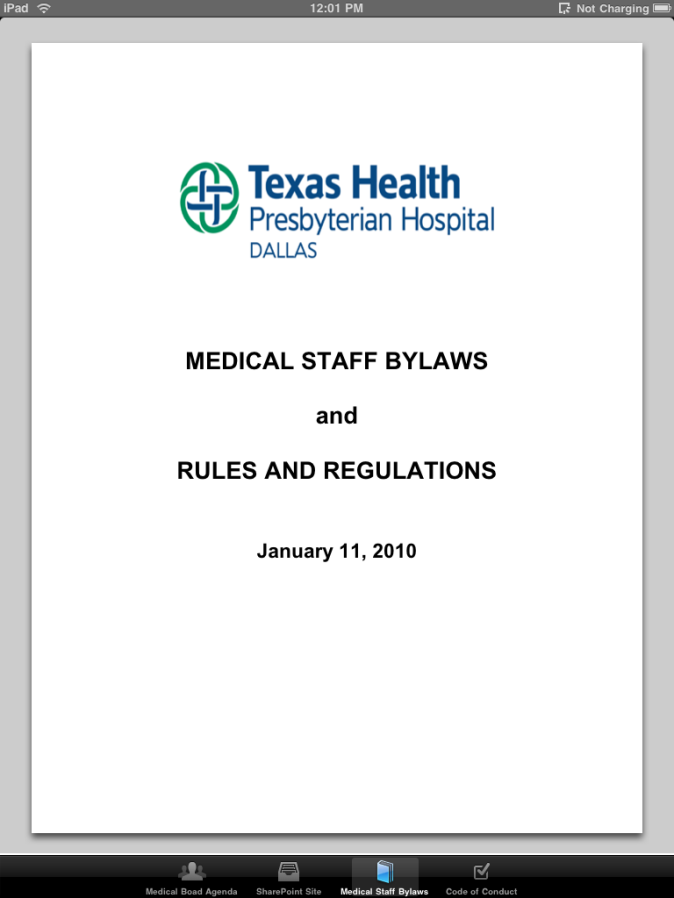 iPad
12:01 PM
Not Charging
Texas Health
Presbyterian Hospital
DALLAS
MEDICAL STAFF BYLAWS
and
RULES AND REGULATIONS
January 11, 2010
Medical Boad Agenda
SharePoint Site
Medical Staff Bylaws
Code of Conduct